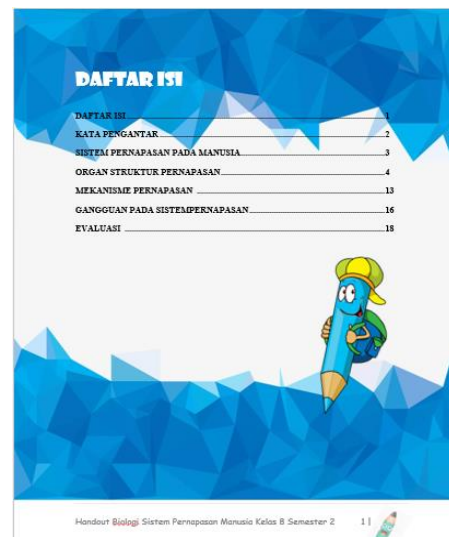 DAFTAR ISI
DAFTAR ISI 1
KATA PENGANTAR 2
SISTEM PERNAPASAN PADA MANUSIA 3
ORGAN STRUKTUR PERNAPASAN 4
MEKANISME PERNAPASAN 13
GANGGUAN PADA SISTEMPERNAPASAN 16
EVALUASI 18
Handout Biologi Sistem Pernapasan Manusia Kelas 8 Semester 2 1 |